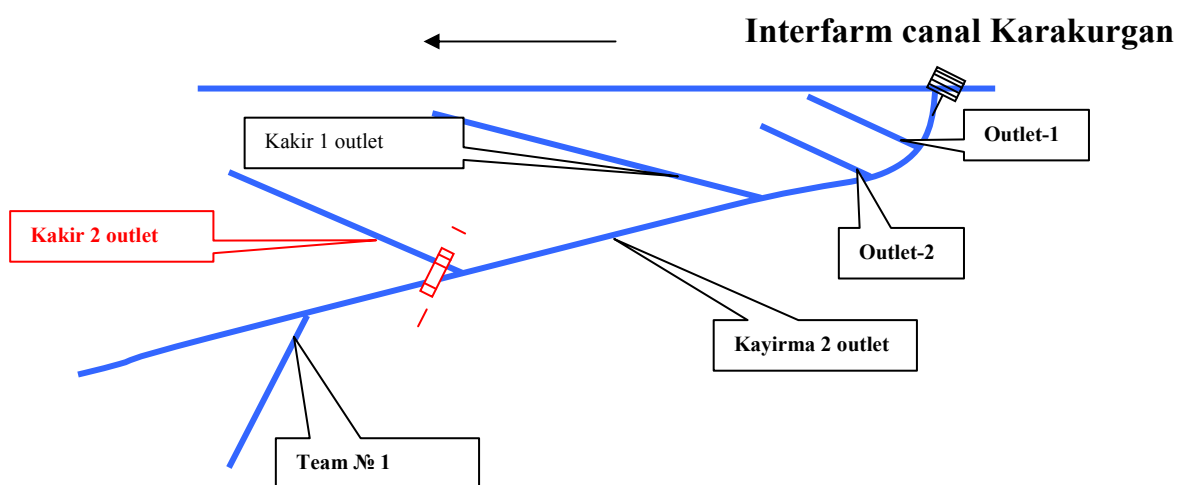 Interfarm canal Karakurgan
Kakir 1 outlet
Outlet-1
Kakir 2 outlet
Outlet-2
Kayirma 2 outlet
Team № 1